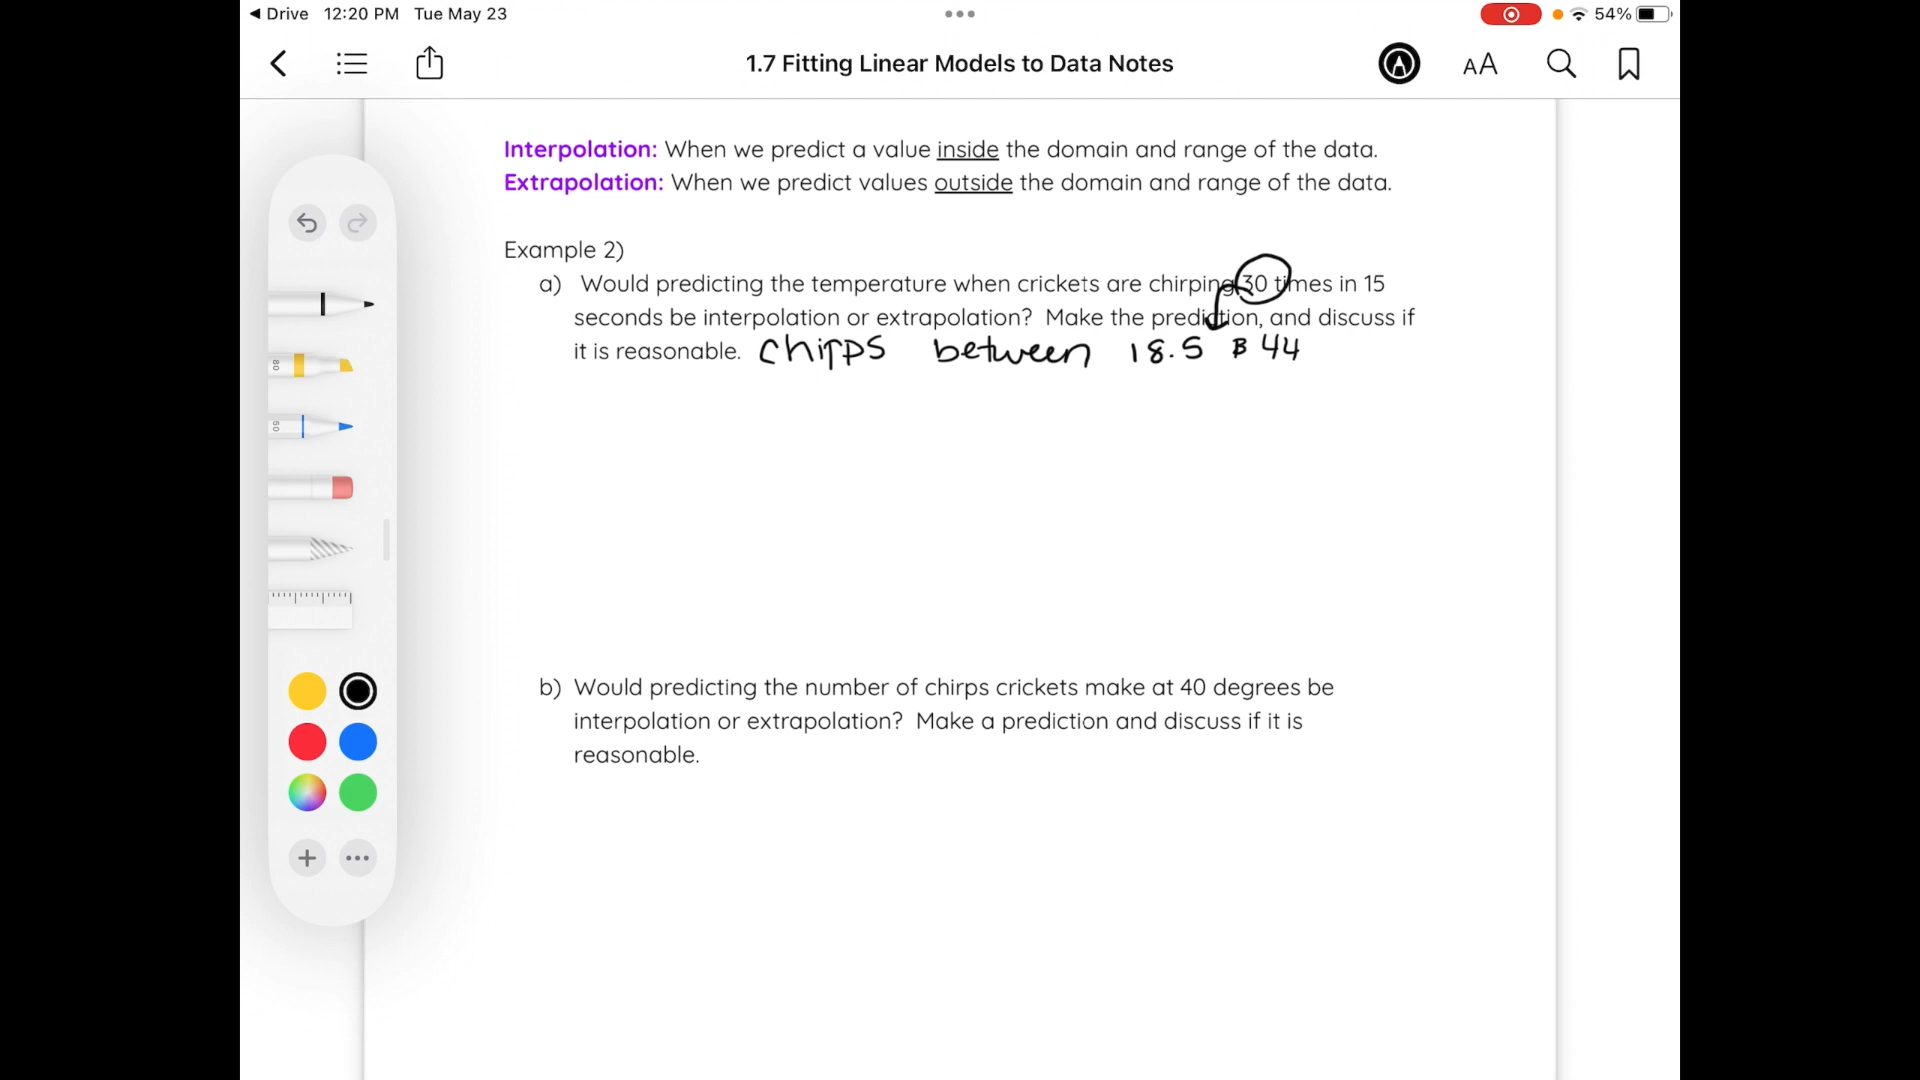 Drive 12:20 PM Tue May 23
54%
1.7 Fitting Linear Models to Data Notes
AA
Interpolation: When we predict a value inside the domain and range of the data.
Extrapolation: When we predict values outside the domain and range of the data.
Example 2)
a) Would predicting the temperature when crickets are chirping 30 times in 15
seconds be interpolation or extrapolation? Make the prediction, and discuss if
it is reasonable. chirps between 18.5 & 44
80
50
b) Would predicting the number of chirps crickets make at 40 degrees be
interpolation or extrapolation? Make a prediction and discuss if it is
reasonable.